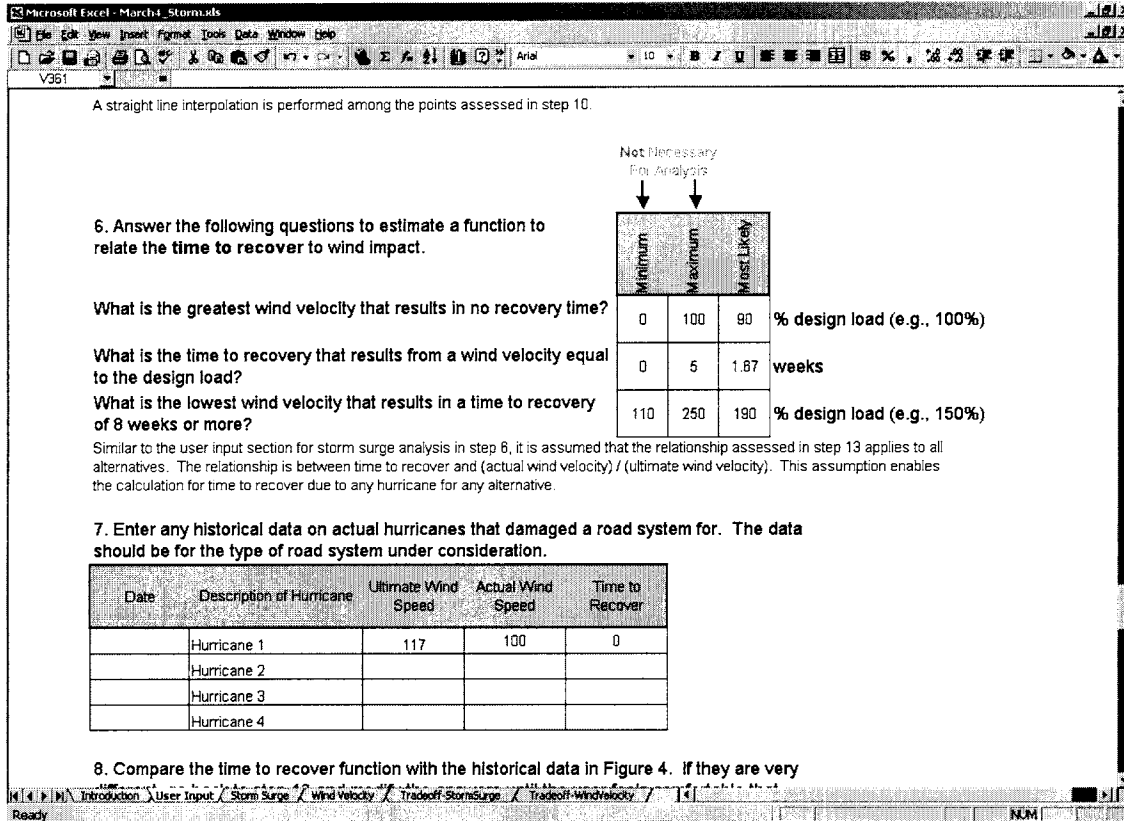 Microsoft Excel - March4_Storm.xls
File Edit View Insert Format Tools Data Window Help
Arial 10 B I U
V361 =
A straight line interpolation is performed among the points assessed in step 10.
Not Necessary
For Analysis
6. Answer the following questions to estimate a function to
relate the time to recover to wind impact.
Minimum Maximum Most Likely
What is the greatest wind velocity that results in no recovery time? 0 100 90 % design load (e.g., 100%)
What is the time to recovery that results from a wind velocity equal
to the design load? 0 5 1.87 weeks
What is the lowest wind velocity that results in a time to recovery
of 8 weeks or more? 110 250 190 % design load (e.g., 150%)
Similar to the user input section for storm surge analysis in step 6, it is assumed that the relationship assessed in step 13 applies to all
alternatives. The relationship is between time to recover and (actual wind velocity) / (ultimate wind velocity). This assumption enables
the calculation for time to recover due to any hurricane for any alternative.
7. Enter any historical data on actual hurricanes that damaged a road system for. The data
should be for the type of road system under consideration.
Date Description of Hurricane Ultimate Wind Speed Actual Wind Speed Time to Recover
Hurricane 1 117 100 0
Hurricane 2
Hurricane 3
Hurricane 4
8. Compare the time to recover function with the historical data in Figure 4. If they are very
Introduction User Input Storm Surge Wind Velocity Tradeoff-StormSurge Tradeoff-WindVelocity
Ready NUM